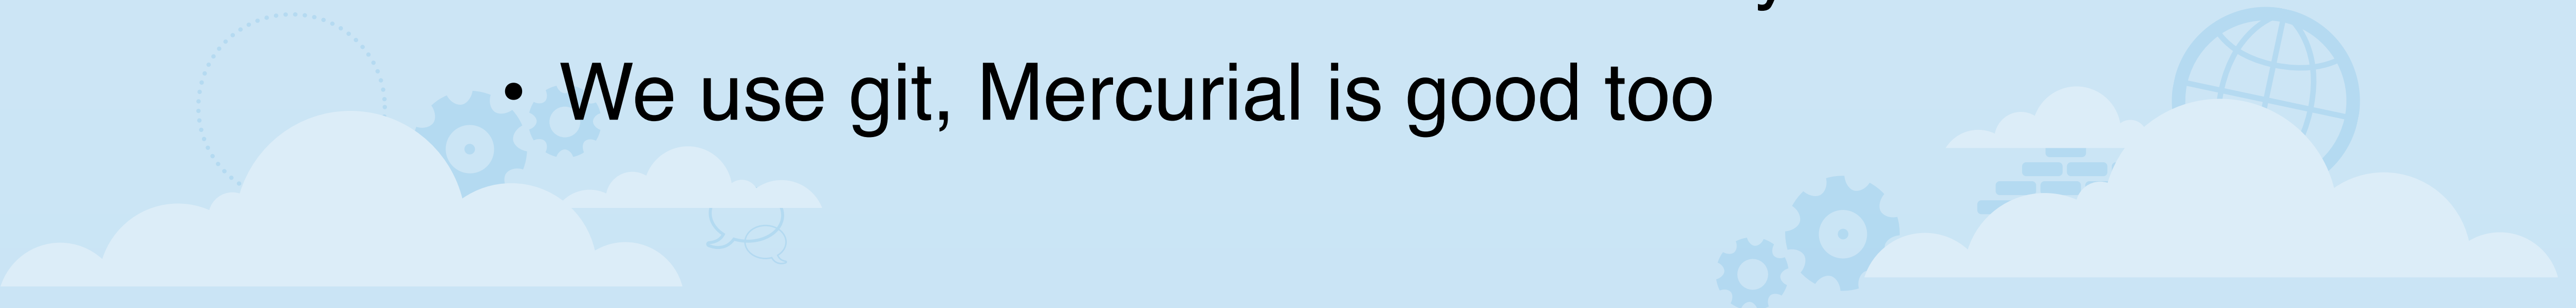 • We use git, Mercurial is good too